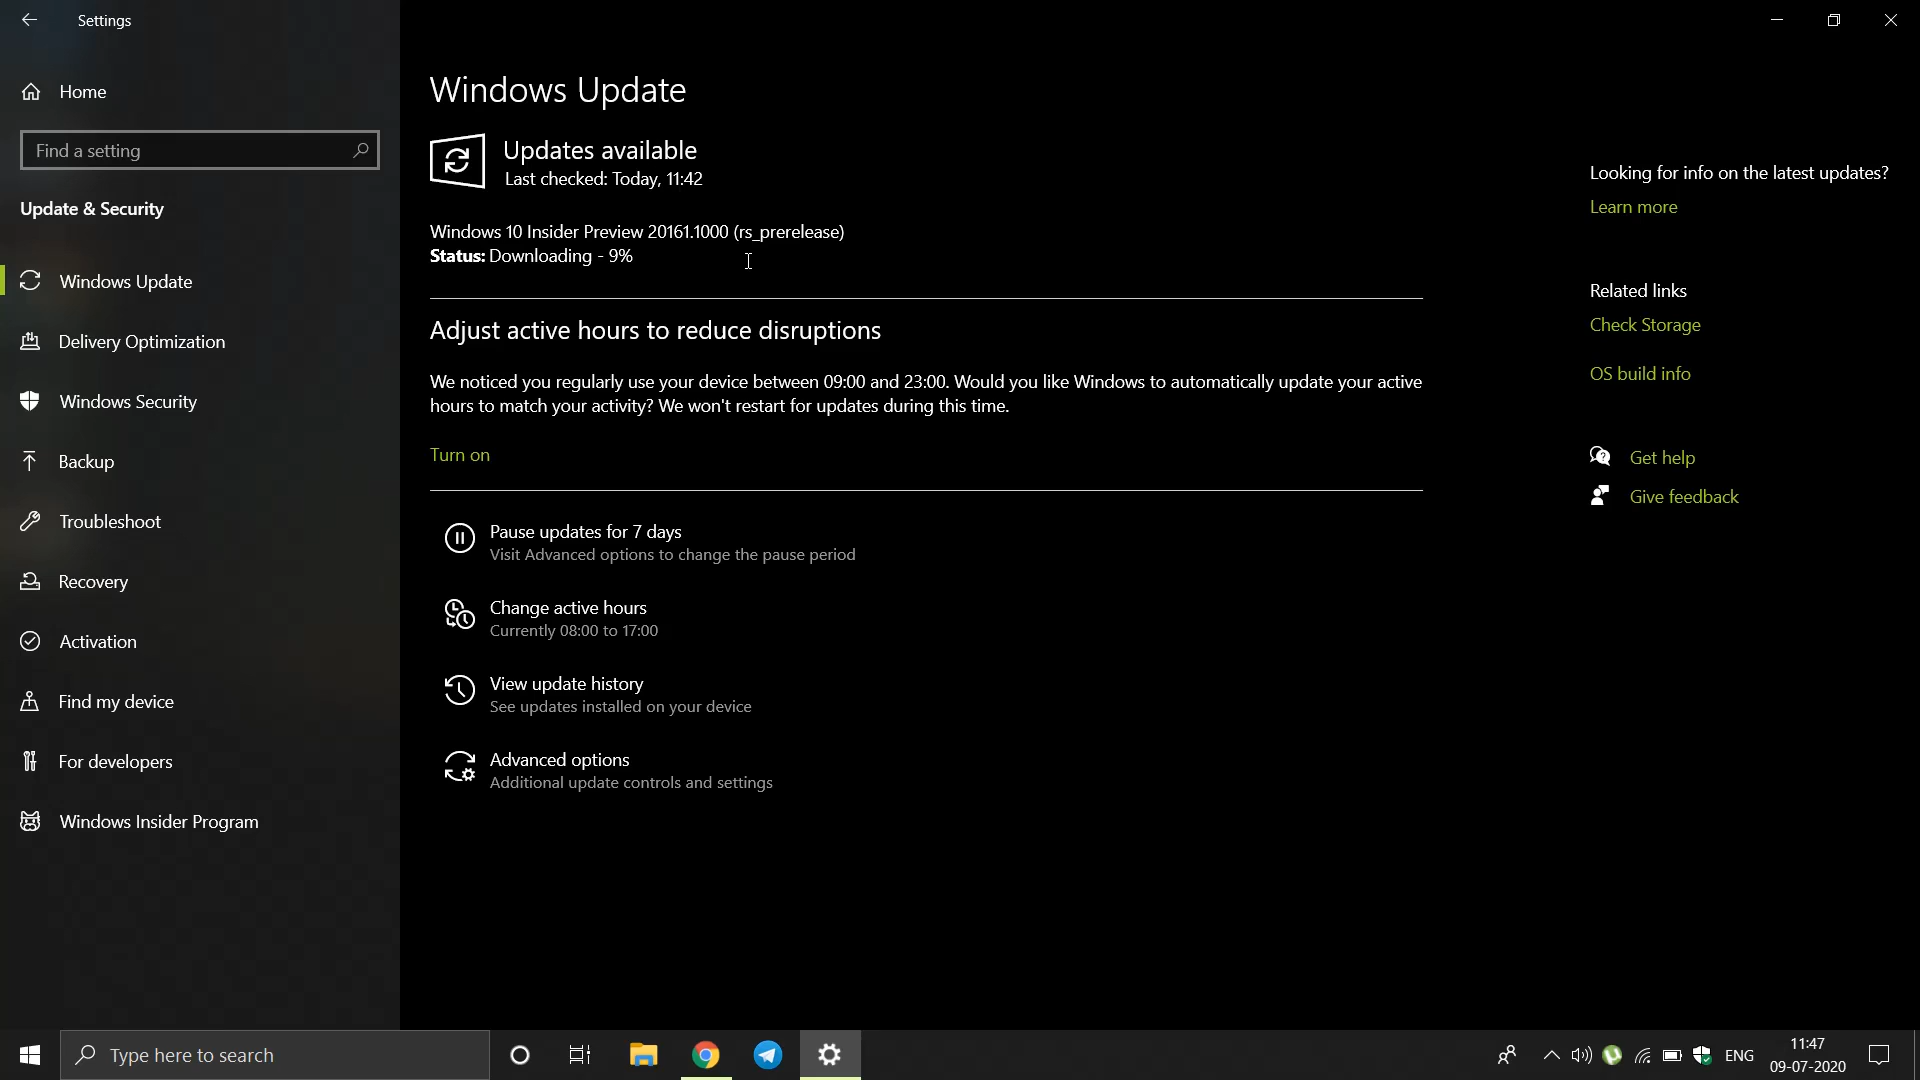 Settings
Home
Find a setting
Update & Security
Windows Update
Delivery Optimization
Windows Security
Backup
Troubleshoot
Recovery
Activation
Find my device
For developers
Windows Insider Program
Windows Update
Updates available
Last checked: Today, 11:42
Windows 10 Insider Preview 20161.1000 (rs_prerelease)
Status: Downloading - 9%
Adjust active hours to reduce disruptions
We noticed you regularly use your device between 09:00 and 23:00. Would you like Windows to automatically update your active
hours to match your activity? We won't restart for updates during this time.
Turn on
Pause updates for 7 days
Visit Advanced options to change the pause period
Change active hours
Currently 08:00 to 17:00
View update history
See updates installed on your device
Advanced options
Additional update controls and settings
Looking for info on the latest updates?
Learn more
Related links
Check Storage
OS build info
Get help
Give feedback
Type here to search
ENG
11:47
09-07-2020